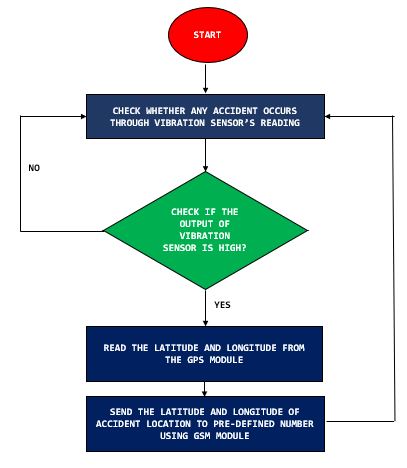 START
CHECK WHETHER ANY ACCIDENT OCCURS
THROUGH VIBRATION SENSOR'S READING
NO
CHECK IF THE
OUTPUT OF
VIBRATION
SENSOR IS HIGH?
YES
READ THE LATITUDE AND LONGITUDE FROM
THE GPS MODULE
SEND THE LATITUDE AND LONGITUDE OF
ACCIDENT LOCATION TO PRE-DEFINED NUMBER
USING GSM MODULE